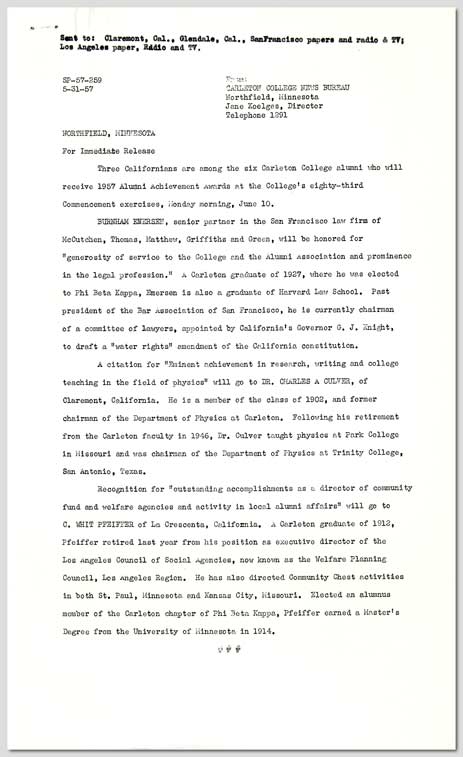 Sent to: Claremont, Cal., Glendale, Cal., SanFrancisco papers and radio & TV;
Los Angeles paper, Radio and TV.
SP-57-259
5-31-57
From:
CARLETON COLLEGE NEWS BUREAU
Northfield, Minnesota
Jane Koelges, Director
Telephone 1291
NORTHFIELD, MINNESOTA
For Immediate Release
Three Californians are among the six Carleton College alumni who will
receive 1957 Alumni Achievement Awards at the College's eighty-third
Commencement exercises, Monday morning, June 10.
BURNHAM ENERSEN, senior partner in the San Francisco law firm of
McCutchen, Thomas, Matthew, Griffiths and Green, will be honored for
"generosity of service to the College and the Alumni Association and prominence
in the legal profession." A Carleton graduate of 1927, where he was elected
to Phi Beta Kappa, Enersen is also a graduate of Harvard Law School. Past
president of the Bar Association of San Francisco, he is currently chairman
of a committee of lawyers, appointed by California's Governor G. J. Knight,
to draft a "water rights" amendment of the California constitution.
A citation for "Eminent achievement in research, writing and college
teaching in the field of physics" will go to DR. CHARLES A CULVER, of
Claremont, California. He is a member of the class of 1902, and former
chairman of the Department of Physics at Carleton. Following his retirement
from the Carleton faculty in 1946, Dr. Culver taught physics at Park College
in Missouri and was chairman of the Department of Physics at Trinity College,
San Antonio, Texas.
Recognition for "outstanding accomplishments as a director of community
fund and welfare agencies and activity in local alumni affairs" will go to
C. WHIT PFEIFFER of La Crescenta, California. A Carleton graduate of 1912,
Pfeiffer retired last year from his position as executive director of the
Los Angeles Council of Social Agencies, now known as the Welfare Planning
Council, Los Angeles Region. He has also directed Community Chest activities
in both St. Paul, Minnesota and Kansas City, Missouri. Elected an alumnus
member of the Carleton chapter of Phi Beta Kappa, Pfeiffer earned a Master's
Degree from the University of Minnesota in 1914.
# # #